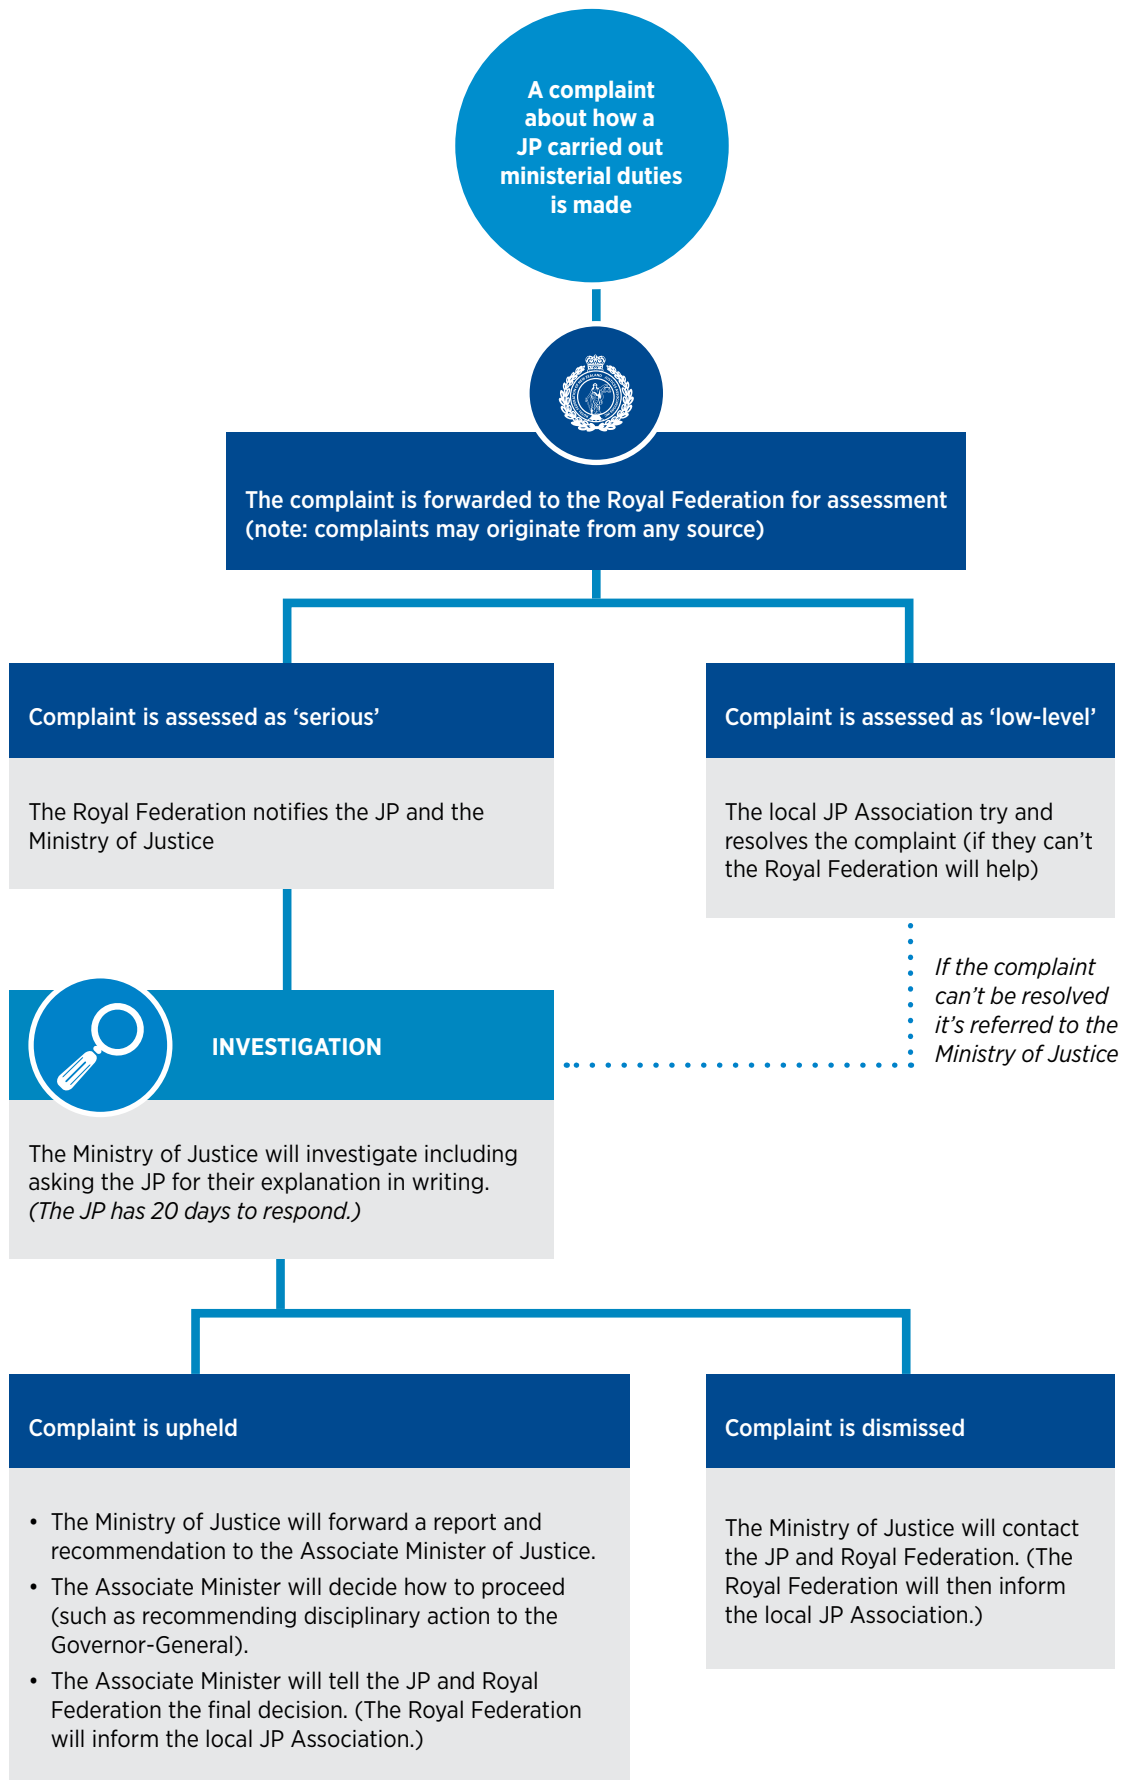 A complaint
about how a
JP carried out
ministerial duties
is made
The complaint is forwarded to the Royal Federation for assessment
(note: complaints may originate from any source)
Complaint is assessed as ‘serious’
The Royal Federation notifies the JP and the
Ministry of Justice
Complaint is assessed as ‘low-level’
The local JP Association try and
resolves the complaint (if they can’t
the Royal Federation will help)
If the complaint
can’t be resolved
it’s referred to the
Ministry of Justice
INVESTIGATION
The Ministry of Justice will investigate including
asking the JP for their explanation in writing.
(The JP has 20 days to respond.)
Complaint is upheld
• The Ministry of Justice will forward a report and
recommendation to the Associate Minister of Justice.
• The Associate Minister will decide how to proceed
(such as recommending disciplinary action to the
Governor-General).
• The Associate Minister will tell the JP and Royal
Federation the final decision. (The Royal Federation
will inform the local JP Association.)
Complaint is dismissed
The Ministry of Justice will contact
the JP and Royal Federation. (The
Royal Federation will then inform
the local JP Association.)